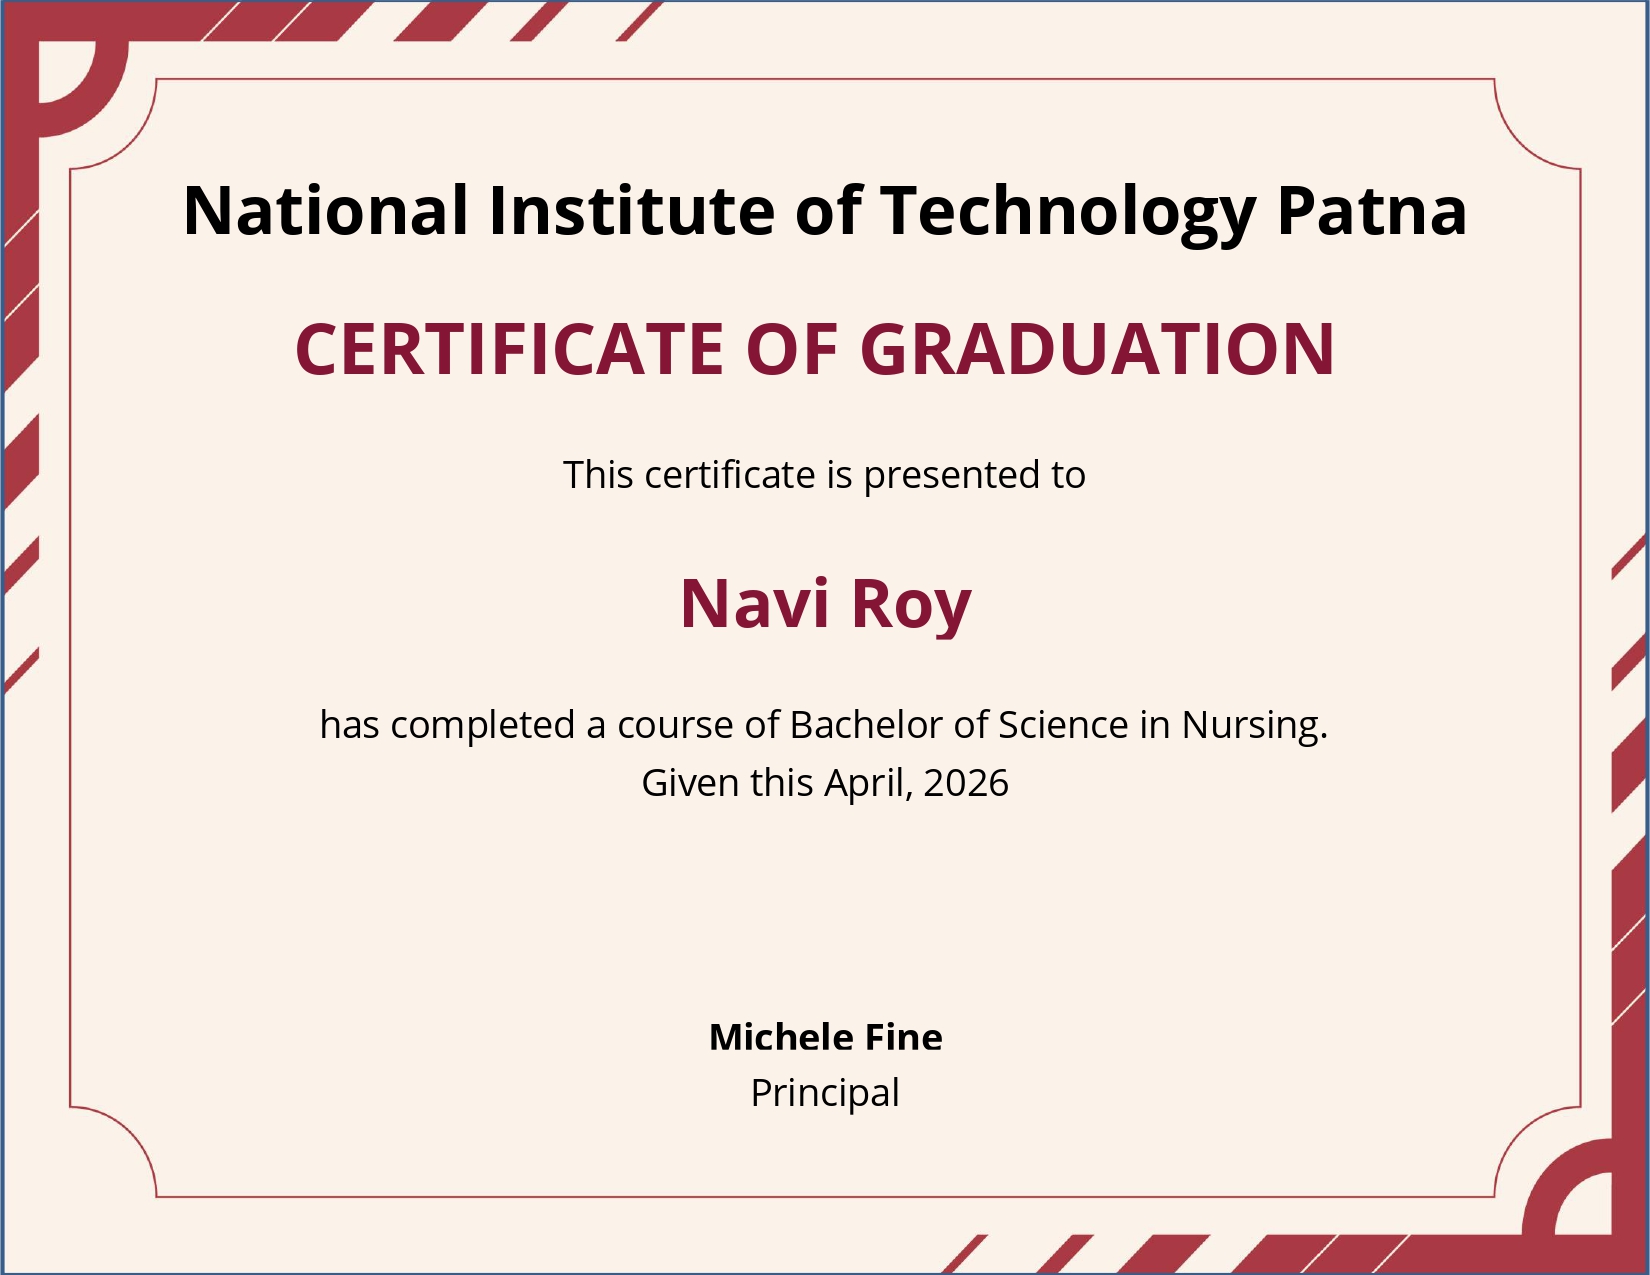 National Institute of Technology Patna
CERTIFICATE OF GRADUATION
This certificate is presented to
Navi Roy
has completed a course of Bachelor of Science in Nursing.
Given this April, 2026
Michele Fine
Principal